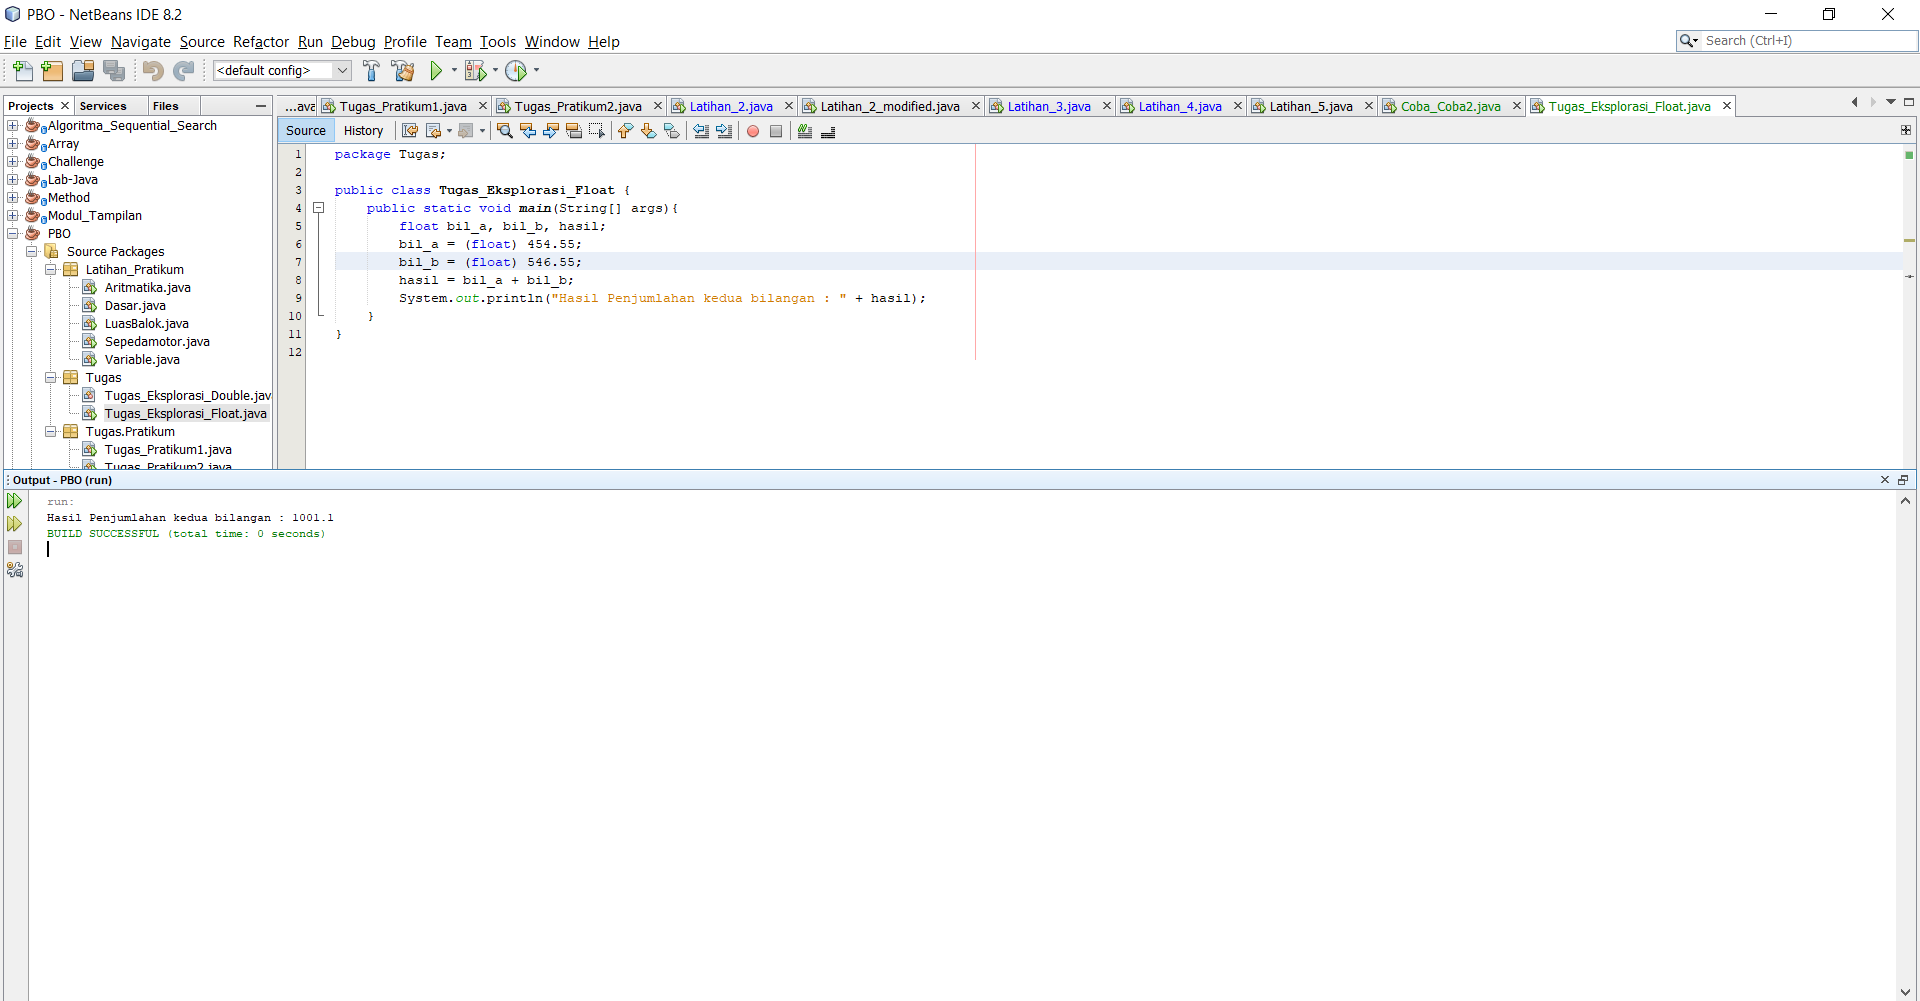 PBO - NetBeans IDE 8.2
File Edit View Navigate Source Refactor Run Debug Profile Team Tools Window Help
Search (Ctrl+I)
<default config>
Projects Services Files
...ava Tugas_Pratikum1.java Tugas_Pratikum2.java Latihan_2.java Latihan_2_modified.java Latihan_3.java Latihan_4.java Latihan_5.java Coba_Coba2.java Tugas_Eksplorasi_Float.java
Source History
Algoritma_Sequential_Search
Array
Challenge
Lab-Java
Method
Modul_Tampilan
PBO
Source Packages
Latihan_Pratikum
Aritmatika.java
Dasar.java
LuasBalok.java
Sepedamotor.java
Variable.java
Tugas
Tugas_Eksplorasi_Double.jav
Tugas_Eksplorasi_Float.java
Tugas.Pratikum
Tugas_Pratikum1.java
Tugas_Pratikum2.java
1 package Tugas;
2
3 public class Tugas_Eksplorasi_Float {
4 public static void main(String[] args){
5 float bil_a, bil_b, hasil;
6 bil_a = (float) 454.55;
7 bil_b = (float) 546.55;
8 hasil = bil_a + bil_b;
9 System.out.println("Hasil Penjumlahan kedua bilangan : " + hasil);
10 }
11 }
12
Output - PBO (run)
run:
Hasil Penjumlahan kedua bilangan : 1001.1
BUILD SUCCESSFUL (total time: 0 seconds)